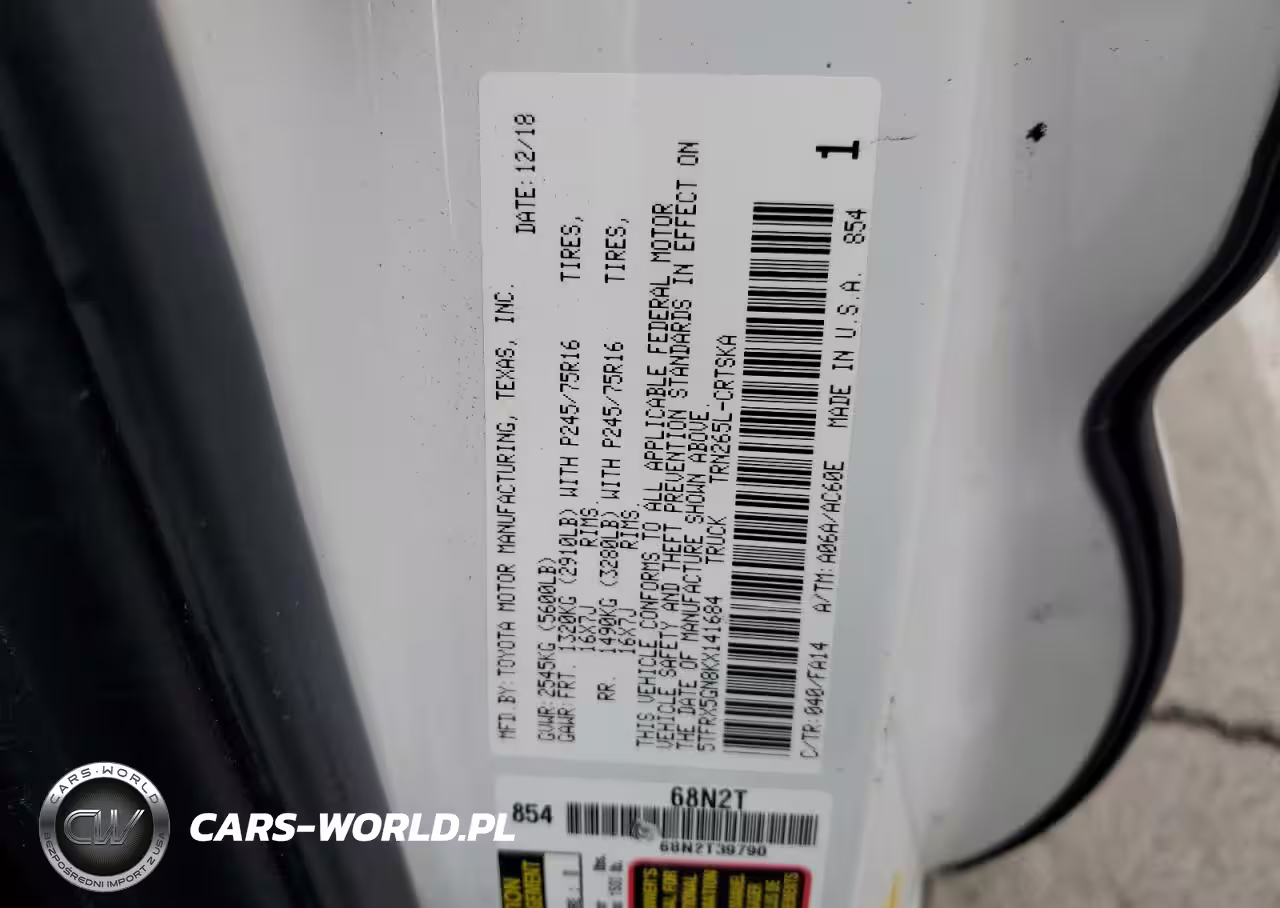 MFD.BY:TOYOTA MOTOR MANUFACTURING, TEXAS, INC.
DATE:12/18
GVWR:2545KG (5600LB)
GAWR:FRT. 1320KG (2910LB) WITH P245/75R16 TIRES,
16X7J RIMS.
RR. 1490KG (3280LB) WITH P245/75R16 TIRES,
16X7J RIMS.
THIS VEHICLE CONFORMS TO ALL APPLICABLE FEDERAL MOTOR
VEHICLE SAFETY AND THEFT PREVENTION STANDARDS IN EFFECT ON
THE DATE OF MANUFACTURE SHOWN ABOVE.
5TFRX5GN8KX141684 TRUCK TRN265L-CRTSKA
C/TR:040/FA14 A/TM:A06A/AC60E MADE IN U.S.A. 854
1
68N2T
854
68N2T39790
CARS-WORLD
CW
BEZPOŚREDNI IMPORT Z USA
CARS-WORLD.PL